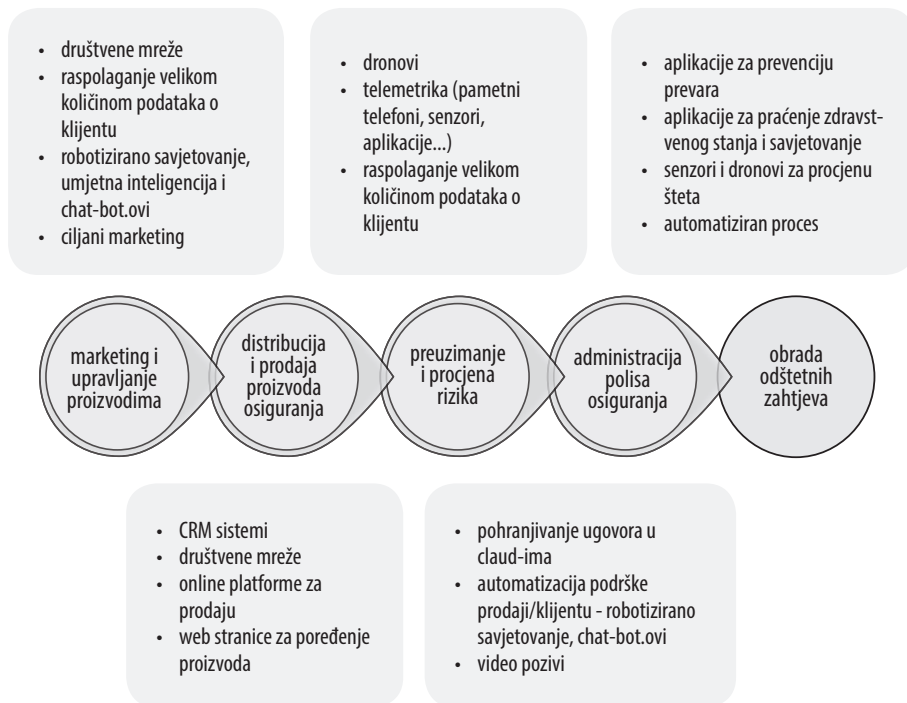 • društvene mreže
• raspolaganje velikom
količinom podataka o
klijentu
• robotizirano savjetovanje,
umjetna inteligencija i
chat-bot.ovi
• ciljani marketing
• dronovi
• telemetrika (pametni
telefoni, senzori,
aplikacije...)
• raspolaganje velikom
količinom podataka o
klijentu
• aplikacije za prevenciju
prevara
• aplikacije za praćenje zdravst-
venog stanja i savjetovanje
• senzori i dronovi za procjenu
šteta
• automatiziran proces
marketing i
upravljanje
proizvodima
distribucija
i prodaja
proizvoda
osiguranja
preuzimanje
i procjena
rizika
administracija
polisa
osiguranja
obrada
odštetnih
zahtjeva
• CRM sistemi
• društvene mreže
• online platforme za
prodaju
• web stranice za poređenje
proizvoda
• pohranjivanje ugovora u
claud-ima
• automatizacija podrške
prodaji/klijentu - robotizirano
savjetovanje, chat-bot.ovi
• video pozivi